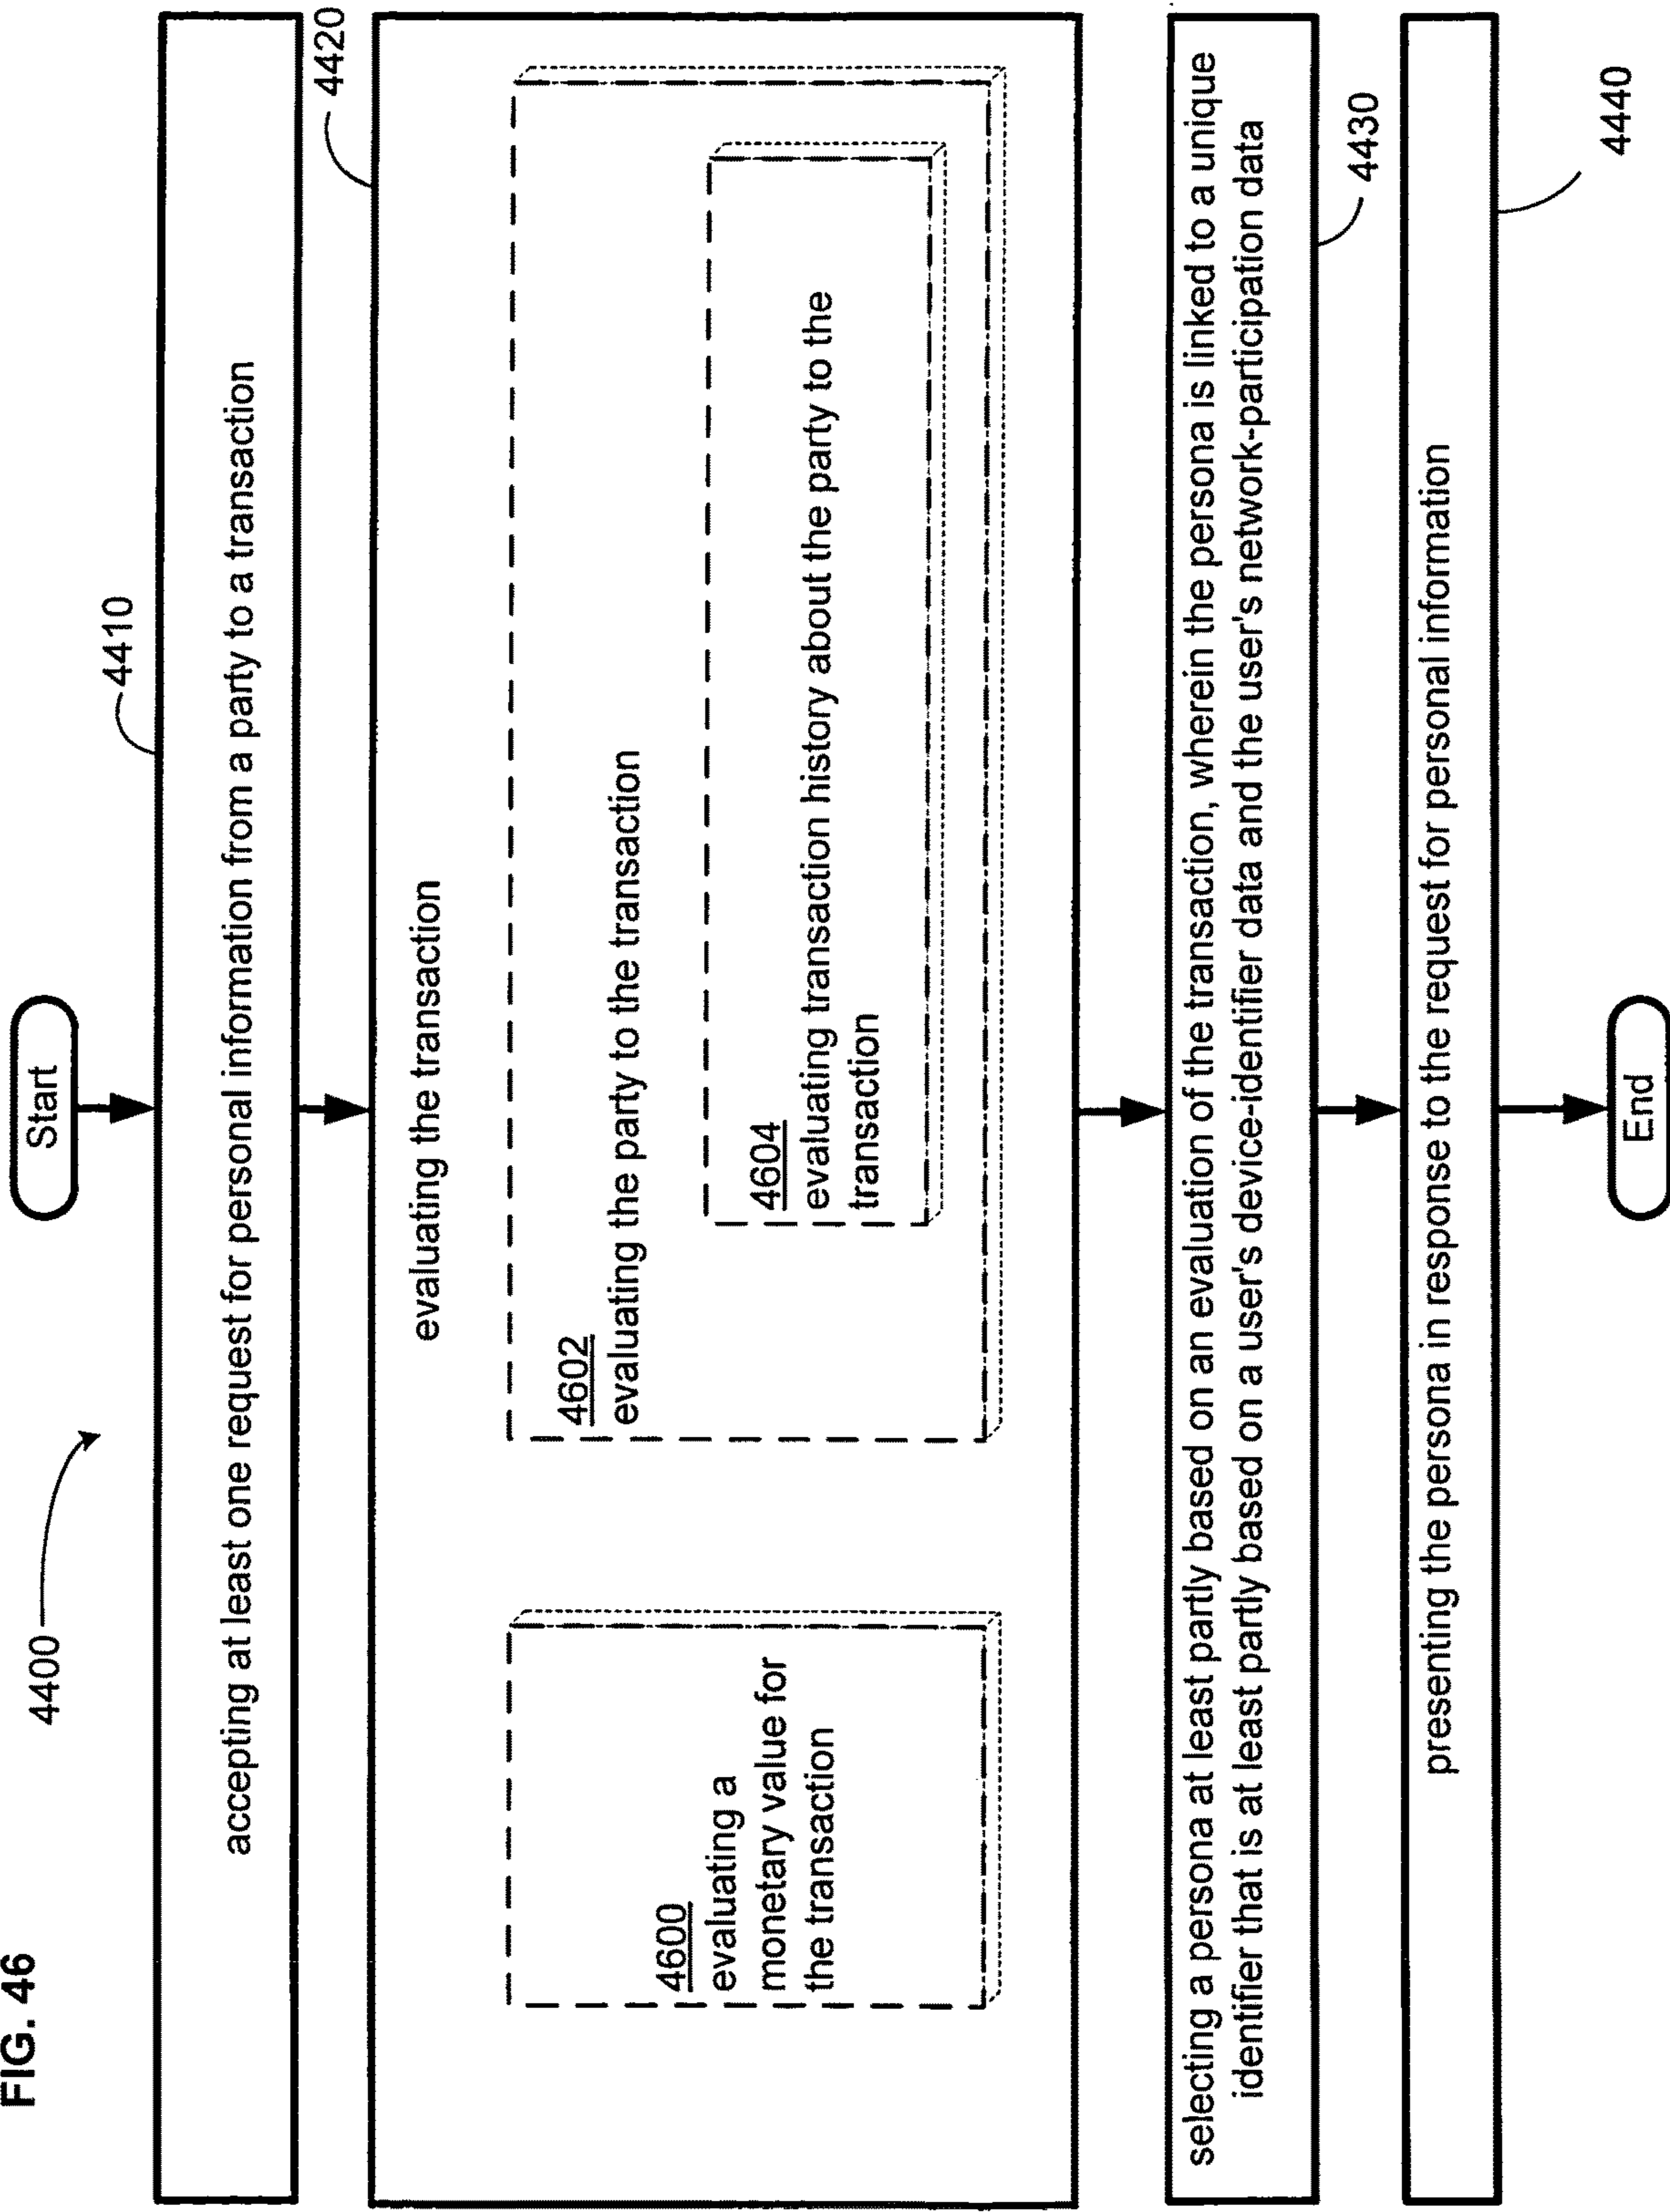 FIG. 46
4400
Start
4410
accepting at least one request for personal information from a party to a transaction
4420
evaluating the transaction
4600
evaluating a
monetary value for
the transaction
4602
evaluating the party to the transaction
4604
evaluating transaction history about the party to the
transaction
selecting a persona at least partly based on an evaluation of the transaction, wherein the persona is linked to a unique
identifier that is at least partly based on a user's device-identifier data and the user's network-participation data
4430
presenting the persona in response to the request for personal information
4440
End